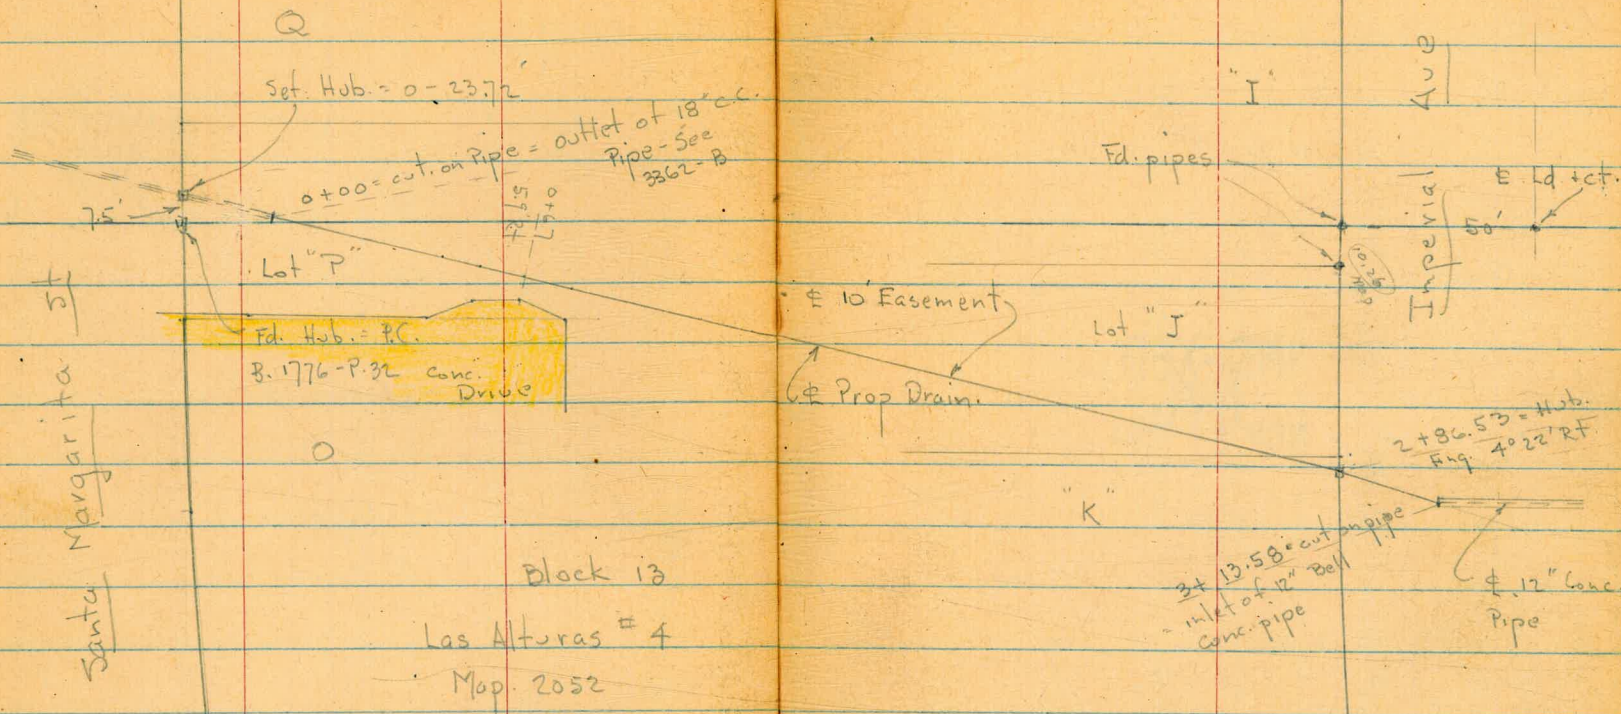 Q
Set. Hub. = 0 - 23.72'
0+00 = cut. on Pipe = outlet of 18" C.C.
Pipe - See
3362-B
7.5'
Lot "P"
Fd. Hub. = P.C.
B. 1776 - P. 32
Conc.
Drive
O
Santa Margarita St
Block 13
Las Alturas # 4
Map. 2052
"I"
Imperial Ave
Fd. pipes
50'
℄ Ld + ct.
℄ 10' Easement
Lot "J"
℄ Prop Drain.
2+86.53 = Hub.
Ang. 4°22' Rt
"K"
3+13.58 = cut on pipe
= inlet of 12" Bell
conc. pipe
℄ 12" Conc
Pipe